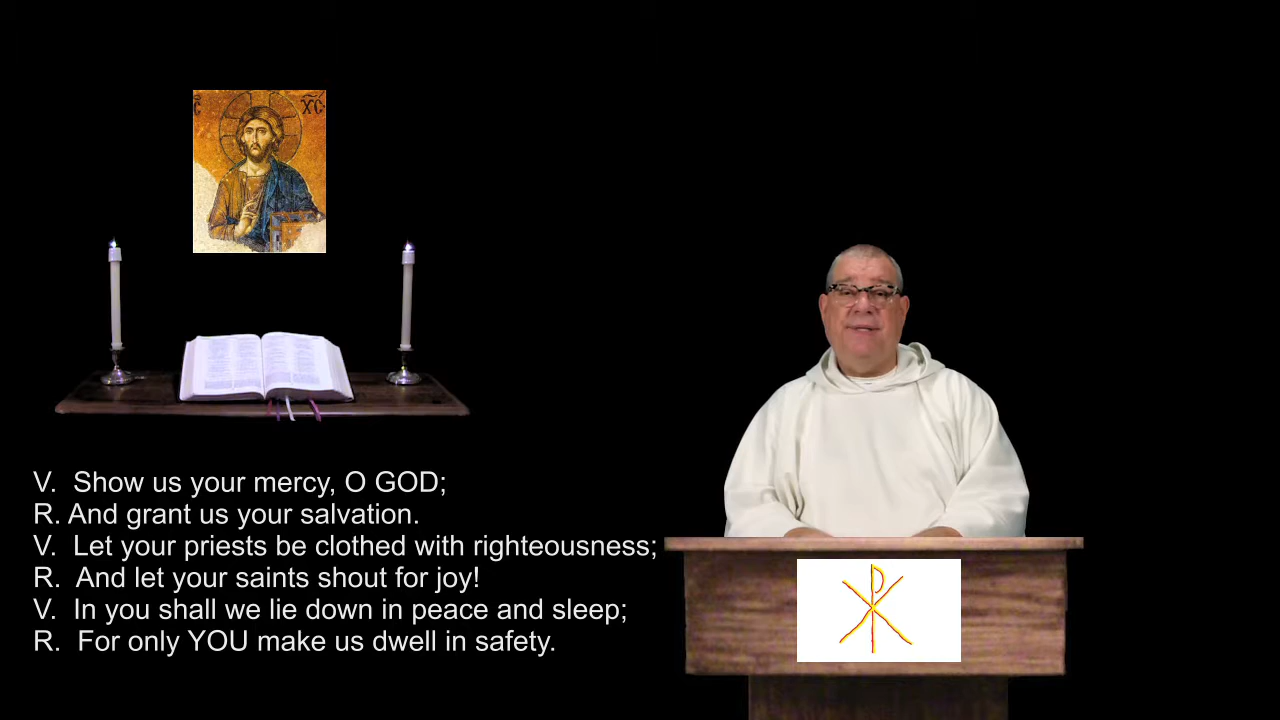 V. Show us your mercy, O GOD;
R. And grant us your salvation.
V. Let your priests be clothed with righteousness;
R. And let your saints shout for joy!
V. In you shall we lie down in peace and sleep;
R. For only YOU make us dwell in safety.